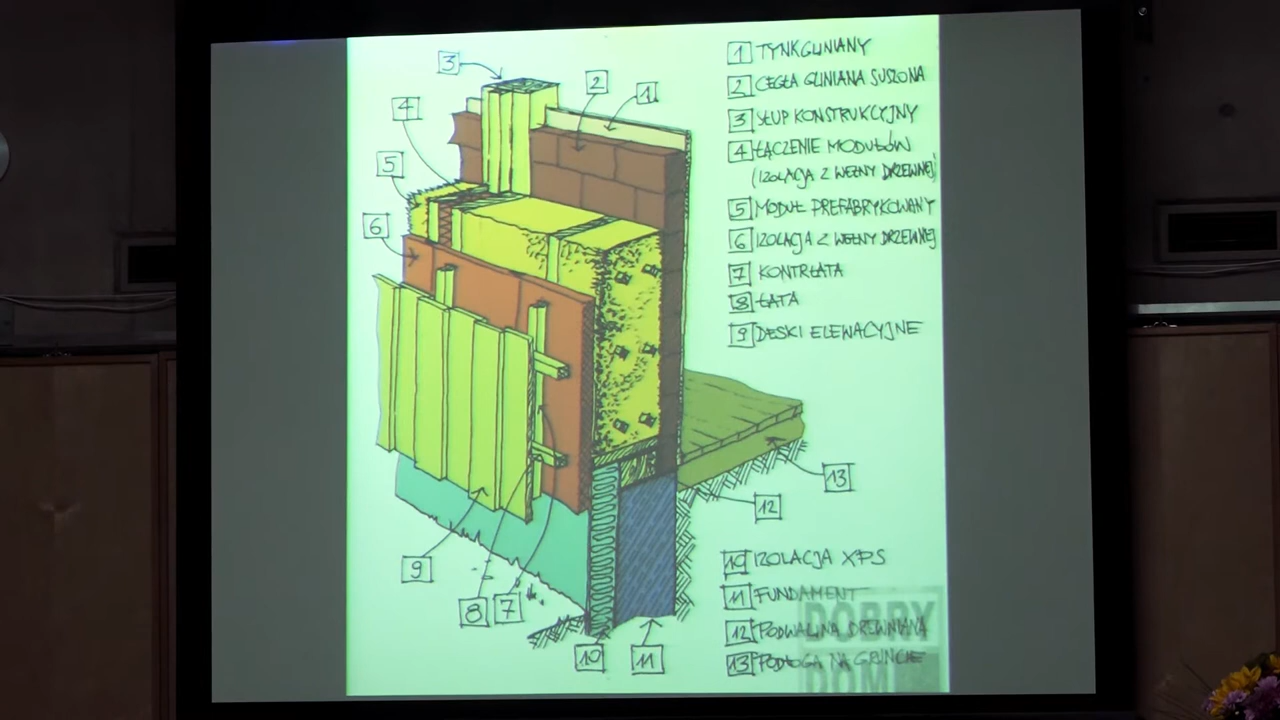 3
2
1
4
5
6
1 TYNK GLINIANY
2 CEGŁA GLINIANA SUSZONA
3 SŁUP KONSTRUKCYJNY
4 ŁĄCZENIE MODUŁÓW
(IZOLACJA Z WEŁNY DRZEWNEJ)
5 MODUŁ PREFABRYKOWANY
6 IZOLACJA Z WEŁNY DRZEWNEJ
7 KONTRŁATA
8 ŁATA
9 DESKI ELEWACYJNE
13
12
9
8
7
10
11
10 IZOLACJA XPS
11 FUNDAMENT
12 PODWALINA DREWNIANA
13 PODŁOGA NA GRUNCIE
DOBRY
DOM